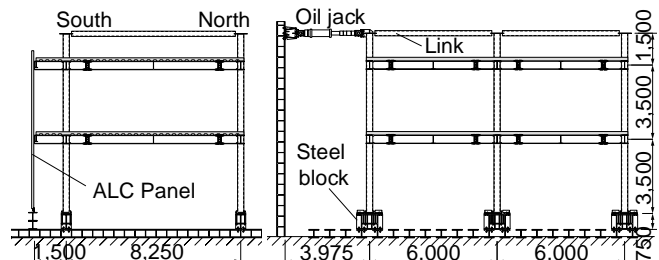 South
North
Oil jack
Link
1,500
3,500
3,500
750
Steel
block
ALC Panel
1,500
8,250
3,975
6,000
6,000